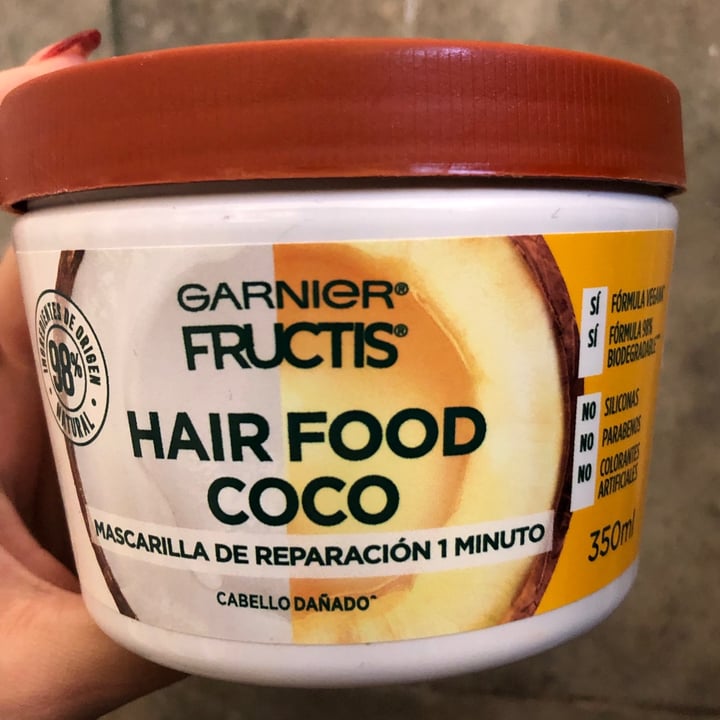 GARNIER®
FRUCTIS®
HAIR FOOD
COCO
MASCARILLA DE REPARACIÓN 1 MINUTO
CABELLO DAÑADO^
INGREDIENTES DE ORIGEN
98%
NATURAL
SÍ FÓRMULA VEGANA
SÍ FÓRMULA 98%
BIODEGRADABLE
NO SILICONAS
NO PARABENOS
NO COLORANTES
ARTIFICIALES
350ml